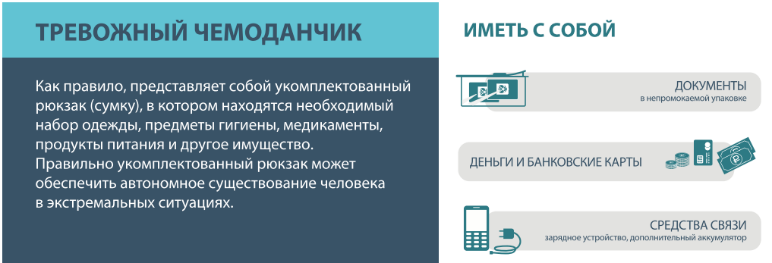 ТРЕВОЖНЫЙ ЧЕМОДАНЧИК
Как правило, представляет собой укомплектованный
рюкзак (сумку), в котором находятся необходимый
набор одежды, предметы гигиены, медикаменты,
продукты питания и другое имущество.
Правильно укомплектованный рюкзак может
обеспечить автономное существование человека
в экстремальных ситуациях.
ИМЕТЬ С СОБОЙ
ДОКУМЕНТЫ
в непромокаемой упаковке
ДЕНЬГИ И БАНКОВСКИЕ КАРТЫ
СРЕДСТВА СВЯЗИ
зарядное устройство, дополнительный аккумулятор